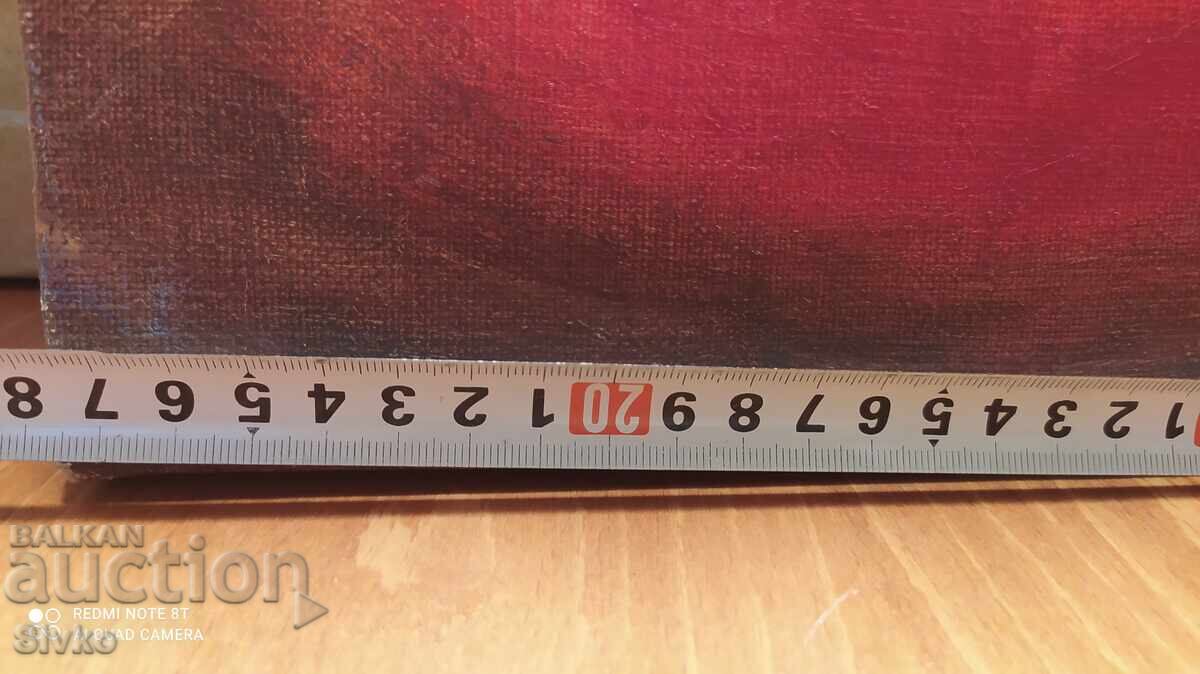 8 7 6 5 4 3 2 1 20 9 8 7 6 5 4 3 2 1
BALKAN
auction
REDMI NOTE 8T
AI QUAD CAMERA
Sivko